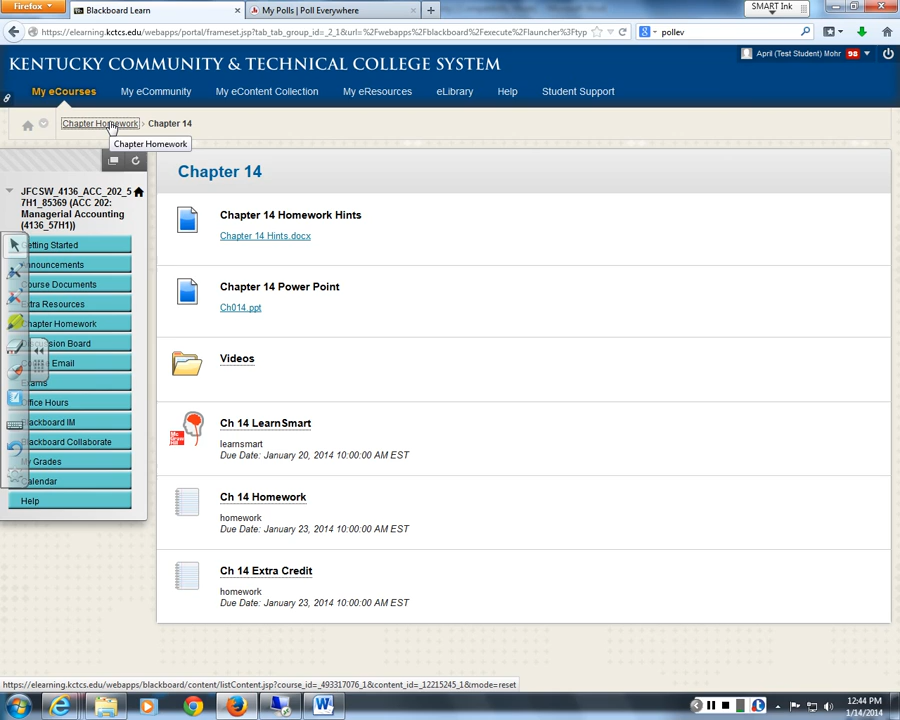 Firefox
Blackboard Learn
My Polls | Poll Everywhere
SMART Ink
https://elearning.kctcs.edu/webapps/portal/frameset.jsp?tab_tab_group_id=_2_1&url=%2Fwebapps%2Fblackboard%2Fexecute%2Flauncher%3Ftyp
pollev
KENTUCKY COMMUNITY & TECHNICAL COLLEGE SYSTEM
April (Test Student) Mohr 98
My eCourses My eCommunity My eContent Collection My eResources eLibrary Help Student Support
Chapter Homework Chapter 14
Chapter Homework
JFCSW_4136_ACC_202_5
7H1_85369 (ACC 202:
Managerial Accounting
(4136_57H1))
Getting Started
Announcements
Course Documents
Extra Resources
Chapter Homework
Discussion Board
Email
Exams
Office Hours
Blackboard IM
Blackboard Collaborate
My Grades
Calendar
Help
Chapter 14
Chapter 14 Homework Hints
Chapter 14 Hints.docx
Chapter 14 Power Point
Ch014.ppt
Videos
Ch 14 LearnSmart
learnsmart
Due Date: January 20, 2014 10:00:00 AM EST
Ch 14 Homework
homework
Due Date: January 23, 2014 10:00:00 AM EST
Ch 14 Extra Credit
homework
Due Date: January 23, 2014 10:00:00 AM EST
https://elearning.kctcs.edu/webapps/blackboard/content/listContent.jsp?course_id=_493317076_1&content_id=_12215245_1&mode=reset
12:44 PM
1/14/2014